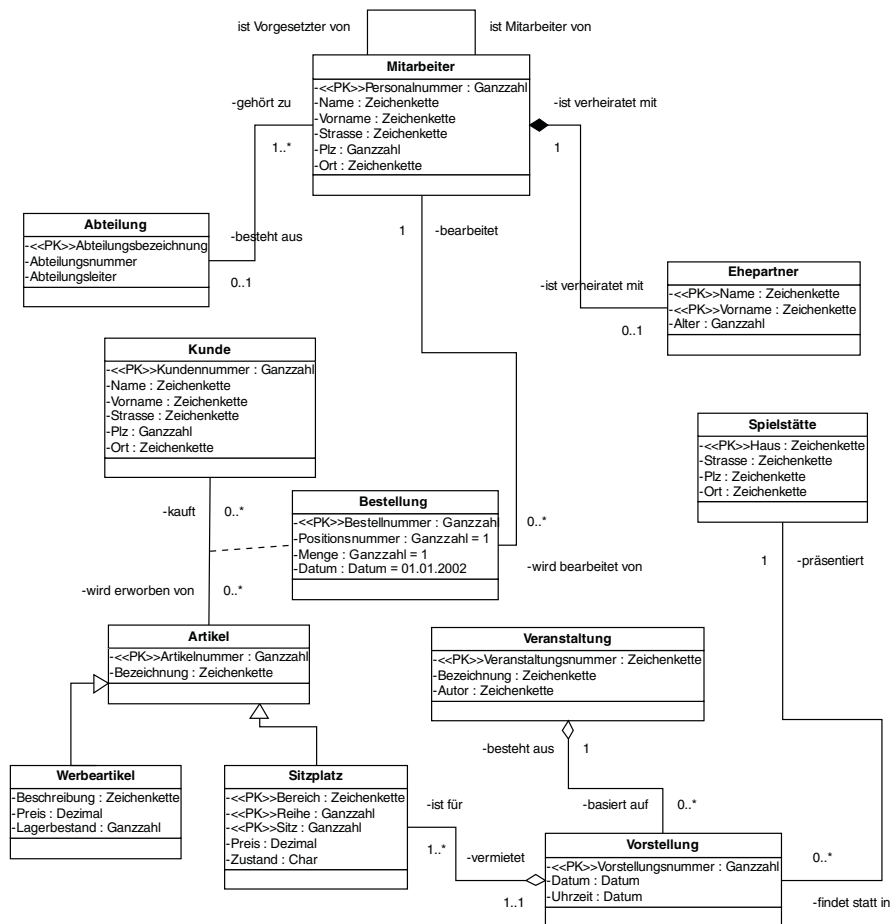 ist Vorgesetzter von
ist Mitarbeiter von
Mitarbeiter
-<<PK>>Personalnummer : Ganzzahl
-Name : Zeichenkette
-Vorname : Zeichenkette
-Strasse : Zeichenkette
-Plz : Ganzzahl
-Ort : Zeichenkette
-gehört zu
1..*
-ist verheiratet mit
1
Abteilung
-<<PK>>Abteilungsbezeichnung
-Abteilungsnummer
-Abteilungsleiter
-besteht aus
0..1
1
-bearbeitet
Ehepartner
-<<PK>>Name : Zeichenkette
-<<PK>>Vorname : Zeichenkette
-Alter : Ganzzahl
-ist verheiratet mit
0..1
Kunde
-<<PK>>Kundennummer : Ganzzahl
-Name : Zeichenkette
-Vorname : Zeichenkette
-Strasse : Zeichenkette
-Plz : Ganzzahl
-Ort : Zeichenkette
Spielstätte
-<<PK>>Haus : Zeichenkette
-Strasse : Zeichenkette
-Plz : Zeichenkette
-Ort : Zeichenkette
-kauft
0..*
Bestellung
-<<PK>>Bestellnummer : Ganzzahl
-Positionsnummer : Ganzzahl = 1
-Menge : Ganzzahl = 1
-Datum : Datum = 01.01.2002
0..*
-wird bearbeitet von
1
-präsentiert
-wird erworben von
0..*
Artikel
-<<PK>>Artikelnummer : Ganzzahl
-Bezeichnung : Zeichenkette
Veranstaltung
-<<PK>>Veranstaltungsnummer : Zeichenkette
-Bezeichnung : Zeichenkette
-Autor : Zeichenkette
-besteht aus
1
Werbeartikel
-Beschreibung : Zeichenkette
-Preis : Dezimal
-Lagerbestand : Ganzzahl
Sitzplatz
-<<PK>>Bereich : Zeichenkette
-<<PK>>Reihe : Ganzzahl
-<<PK>>Sitz : Ganzzahl
-Preis : Dezimal
-Zustand : Char
-ist für
1..*
-basiert auf
0..*
-vermietet
1..1
Vorstellung
-<<PK>>Vorstellungsnummer : Ganzzahl
-Datum : Datum
-Uhrzeit : Datum
0..*
-findet statt in